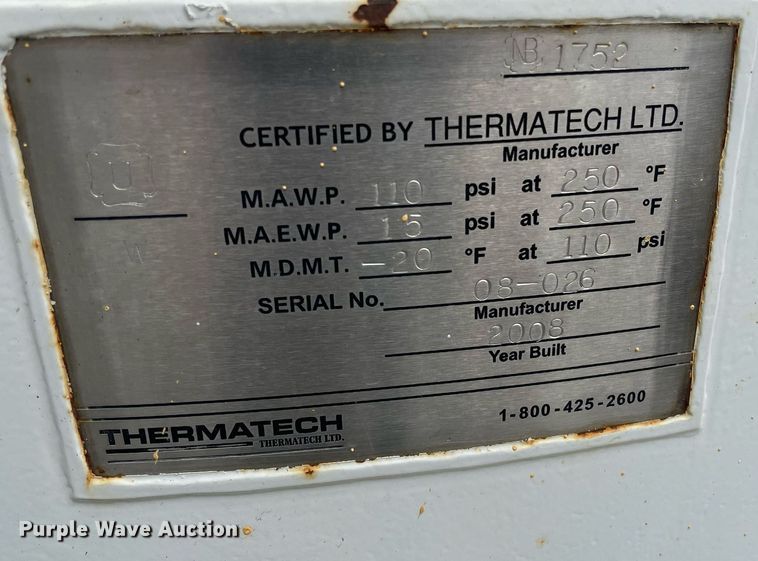 NB
U
CERTIFIED BY THERMATECH LTD.
Manufacturer
M.A.W.P. 110 psi at 250 °F
M.A.E.W.P. 15 psi at 250 °F
M.D.M.T. -20 °F at 110 psi
SERIAL No. 08-026
Manufacturer
2008
Year Built
1-800-425-2600
THERMATECH
THERMATECH LTD.
Purple Wave Auction